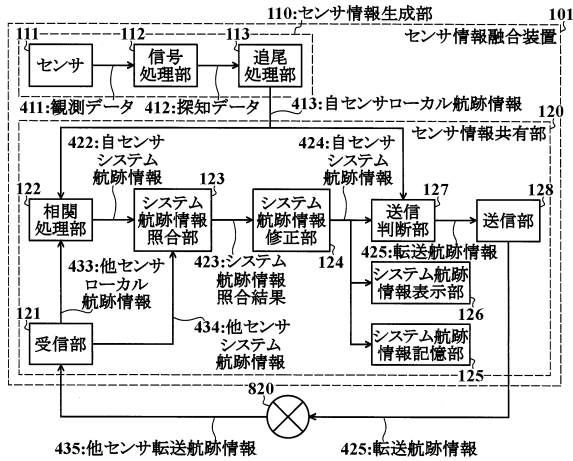 110:センサ情報生成部
101
センサ情報融合装置
111
センサ
112
信号
処理部
113
追尾
処理部
411:観測データ
412:探知データ
413:自センサローカル航跡情報
120
センサ情報共有部
422:自センサ
システム
航跡情報
424:自センサ
システム
航跡情報
122
相関
処理部
123
システム
航跡情報
照合部
システム
航跡情報
修正部
124
127
送信
判断部
128
送信部
425:転送航跡情報
433:他センサ
ローカル
航跡情報
423:システム
航跡情報
照合結果
システム航跡
情報表示部
126
121
受信部
434:他センサ
システム
航跡情報
システム航跡
情報記憶部
125
820
435:他センサ転送航跡情報
425:転送航跡情報